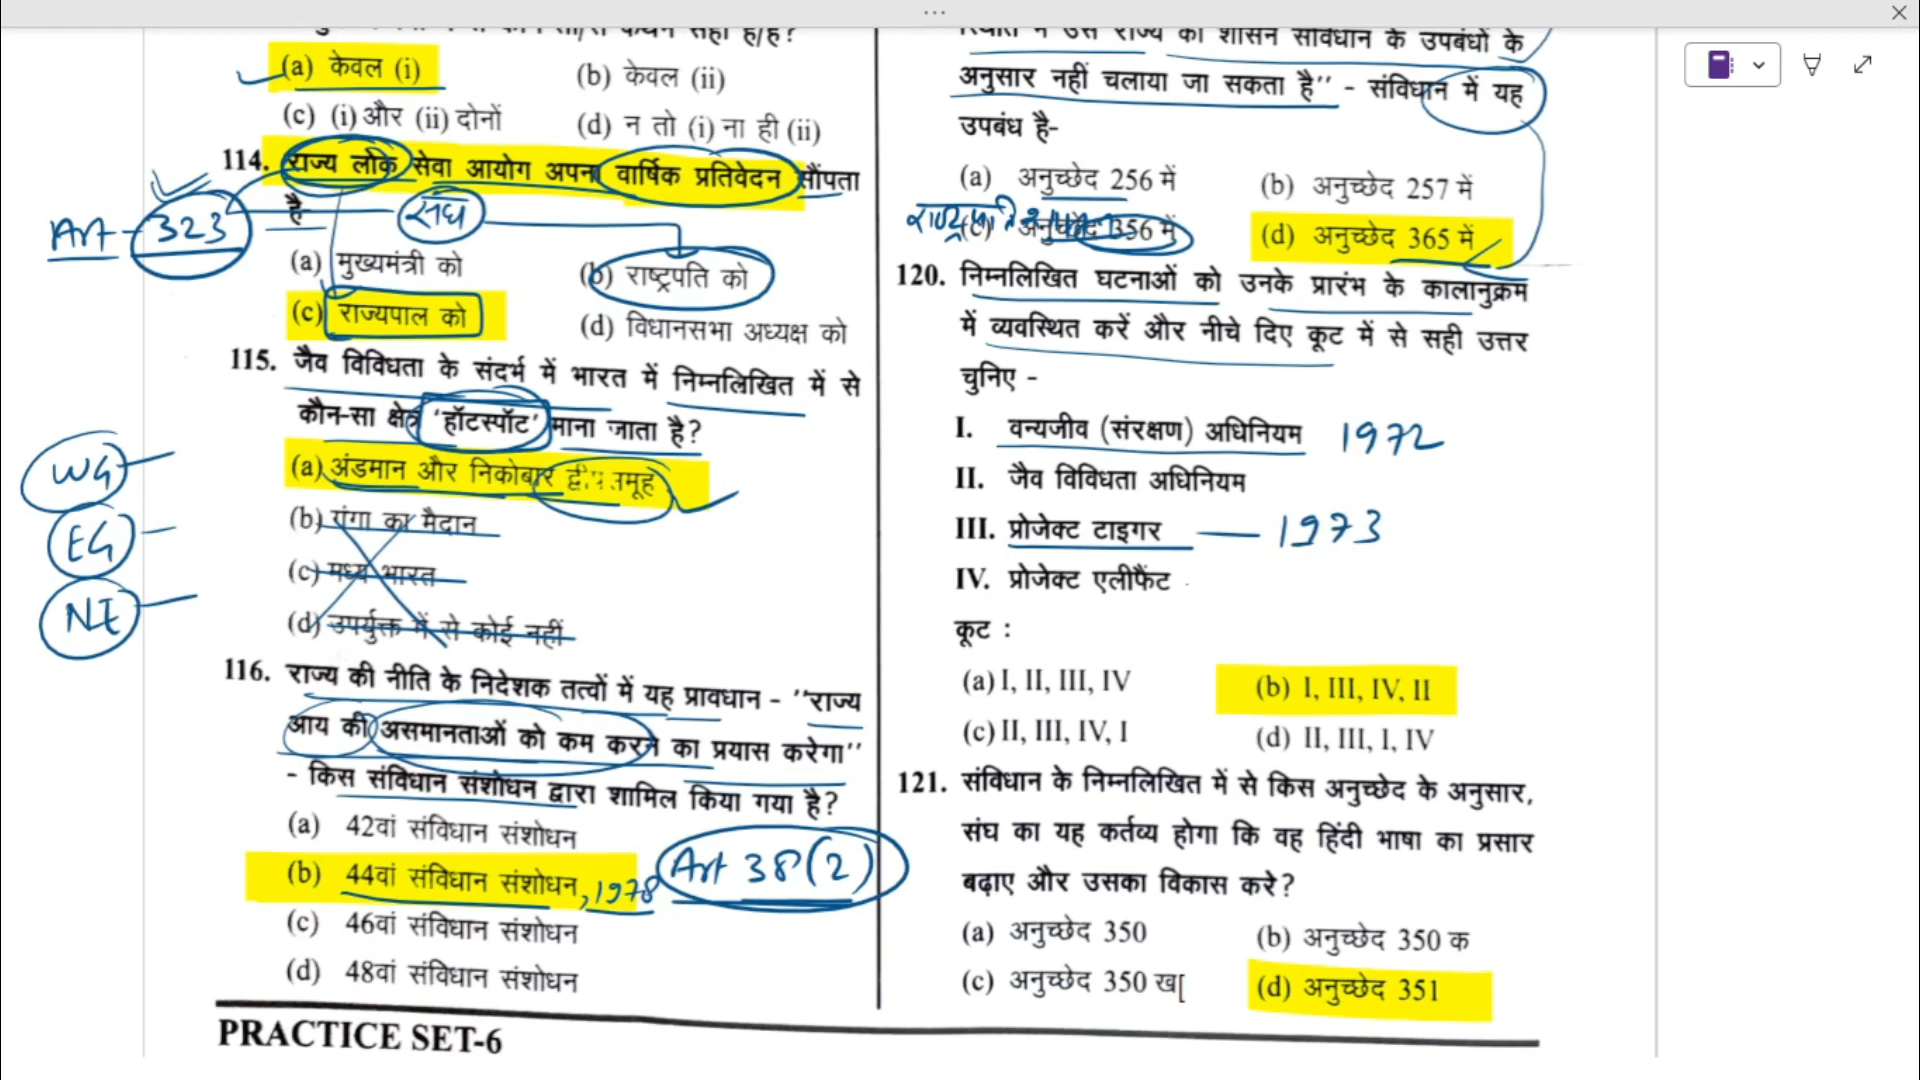 (a) केवल (i)
(b) केवल (ii)
(c) (i) और (ii) दोनों
(d) न तो (i) ना ही (ii)
114. राज्य लोक सेवा आयोग अपना वार्षिक प्रतिवेदन सौंपता
है-
संघ
Art - 323
(a) मुख्यमंत्री को
(b) राष्ट्रपति को
(c) राज्यपाल को
(d) विधानसभा अध्यक्ष को
115. जैव विविधता के संदर्भ में भारत में निम्नलिखित में से
कौन-सा क्षेत्र 'हॉटस्पॉट' माना जाता है?
(a) अंडमान और निकोबार द्वीप समूह
(b) गंगा का मैदान
(c) मध्य भारत
(d) उपर्युक्त में से कोई नहीं
WG
EG
NE
116. राज्य की नीति के निदेशक तत्वों में यह प्रावधान - ''राज्य
आय की असमानताओं को कम करने का प्रयास करेगा''
- किस संविधान संशोधन द्वारा शामिल किया गया है?
(a) 42वां संविधान संशोधन
(b) 44वां संविधान संशोधन, 1978
Art 38(2)
(c) 46वां संविधान संशोधन
(d) 48वां संविधान संशोधन
PRACTICE SET-6
स्थिति में उस राज्य का शासन संविधान के उपबंधों के
अनुसार नहीं चलाया जा सकता है'' - संविधान में यह
उपबंध है-
(a) अनुच्छेद 256 में
(b) अनुच्छेद 257 में
(c) अनुच्छेद 356 में
(d) अनुच्छेद 365 में
120. निम्नलिखित घटनाओं को उनके प्रारंभ के कालानुक्रम
में व्यवस्थित करें और नीचे दिए कूट में से सही उत्तर
चुनिए -
I. वन्यजीव (संरक्षण) अधिनियम 1972
II. जैव विविधता अधिनियम
III. प्रोजेक्ट टाइगर — 1973
IV. प्रोजेक्ट एलीफैंट
कूट :
(a) I, II, III, IV
(b) I, III, IV, II
(c) II, III, IV, I
(d) II, III, I, IV
121. संविधान के निम्नलिखित में से किस अनुच्छेद के अनुसार,
संघ का यह कर्तव्य होगा कि वह हिंदी भाषा का प्रसार
बढ़ाए और उसका विकास करे?
(a) अनुच्छेद 350
(b) अनुच्छेद 350 क
(c) अनुच्छेद 350 ख[
(d) अनुच्छेद 351